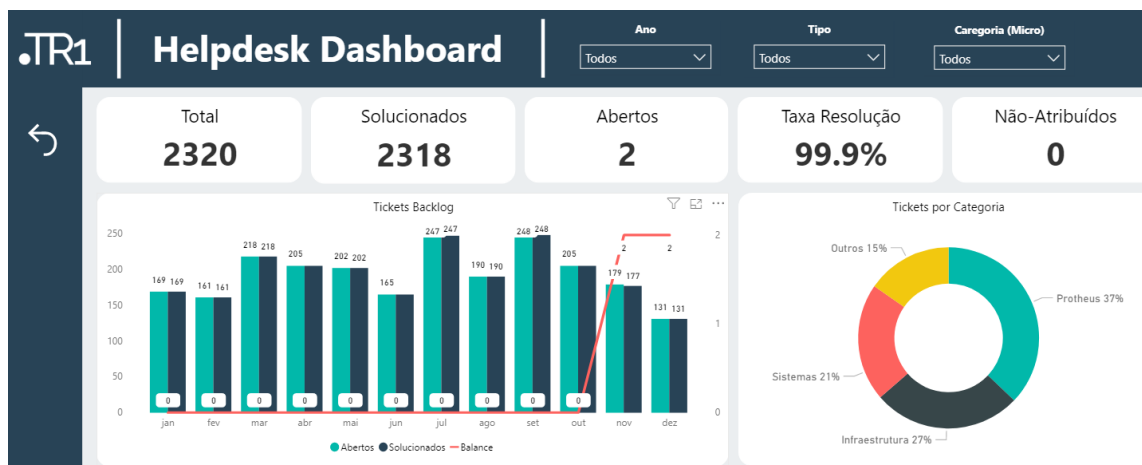 .TR1
Helpdesk Dashboard
Ano
Todos
Tipo
Todos
Caregoria (Micro)
Todos
Total
2320
Solucionados
2318
Abertos
2
Taxa Resolução
99.9%
Não-Atribuídos
0
Tickets Backlog
250
200
150
100
50
0
2
1
0
169 169
161 161
218 218
205
202 202
165
247 247
190 190
248 248
205
179 177
131 131
0 0 0 0 0 0 0 0 0 0 2 2
jan fev mar abr mai jun jul ago set out nov dez
Abertos Solucionados Balance
Tickets por Categoria
Outros 15%
Protheus 37%
Sistemas 21%
Infraestrutura 27%